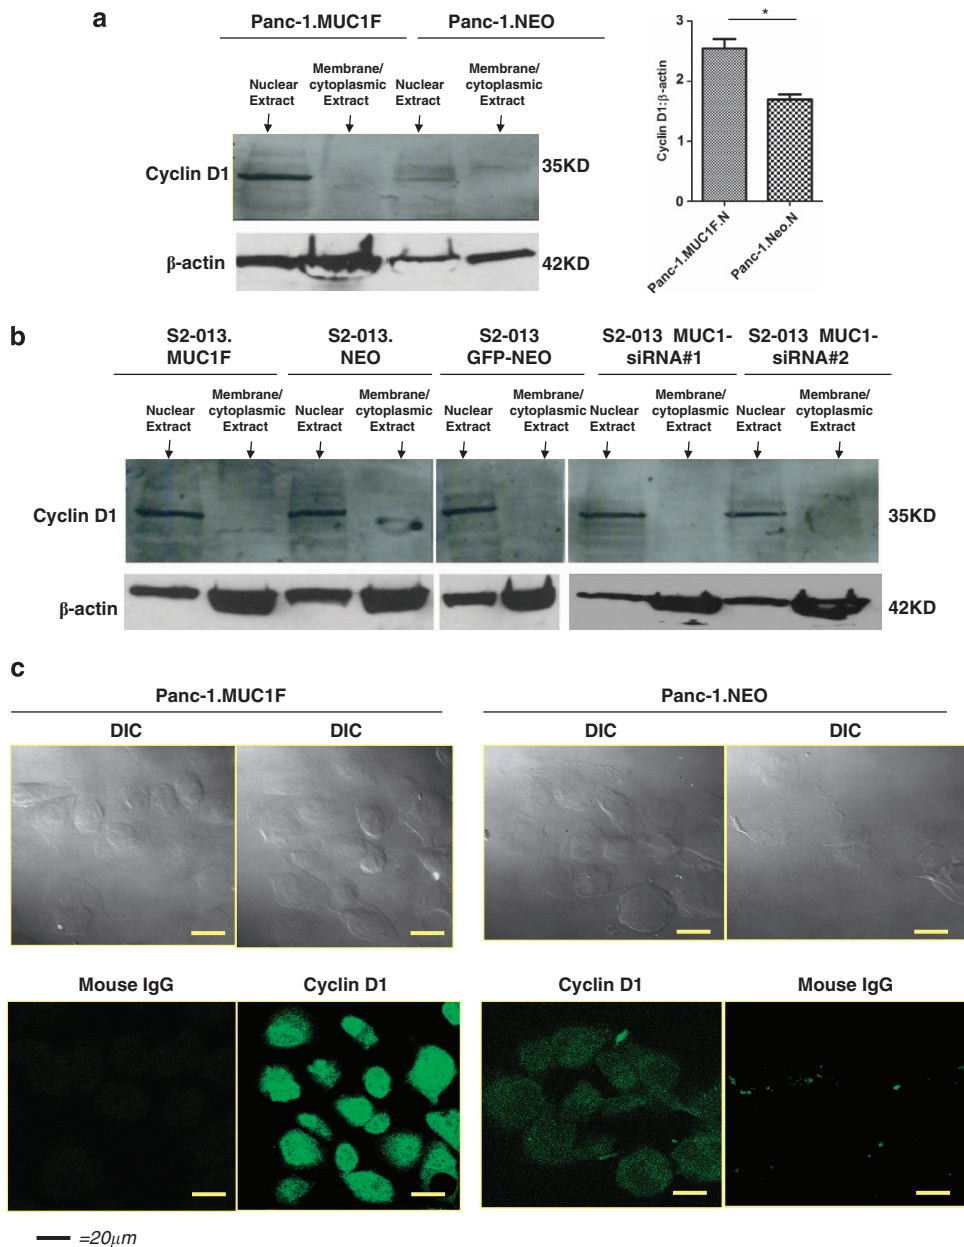 a
Panc-1.MUC1F Panc-1.NEO
Nuclear Extract Membrane/ cytoplasmic Extract Nuclear Extract Membrane/ cytoplasmic Extract
Cyclin D1 35KD
β-actin 42KD
Cyclin D1:β-actin
3
2
1
0
*
Panc-1.MUC1F.N
Panc-1.Neo.N
b
S2-013. MUC1F S2-013. NEO S2-013 GFP-NEO S2-013 MUC1- siRNA#1 S2-013 MUC1- siRNA#2
Nuclear Extract Membrane/ cytoplasmic Extract Nuclear Extract Membrane/ cytoplasmic Extract Nuclear Extract Membrane/ cytoplasmic Extract Nuclear Extract Membrane/ cytoplasmic Extract Nuclear Extract Membrane/ cytoplasmic Extract
Cyclin D1 35KD
β-actin 42KD
c
Panc-1.MUC1F Panc-1.NEO
DIC DIC DIC DIC
Mouse IgG Cyclin D1 Cyclin D1 Mouse IgG
=20μm